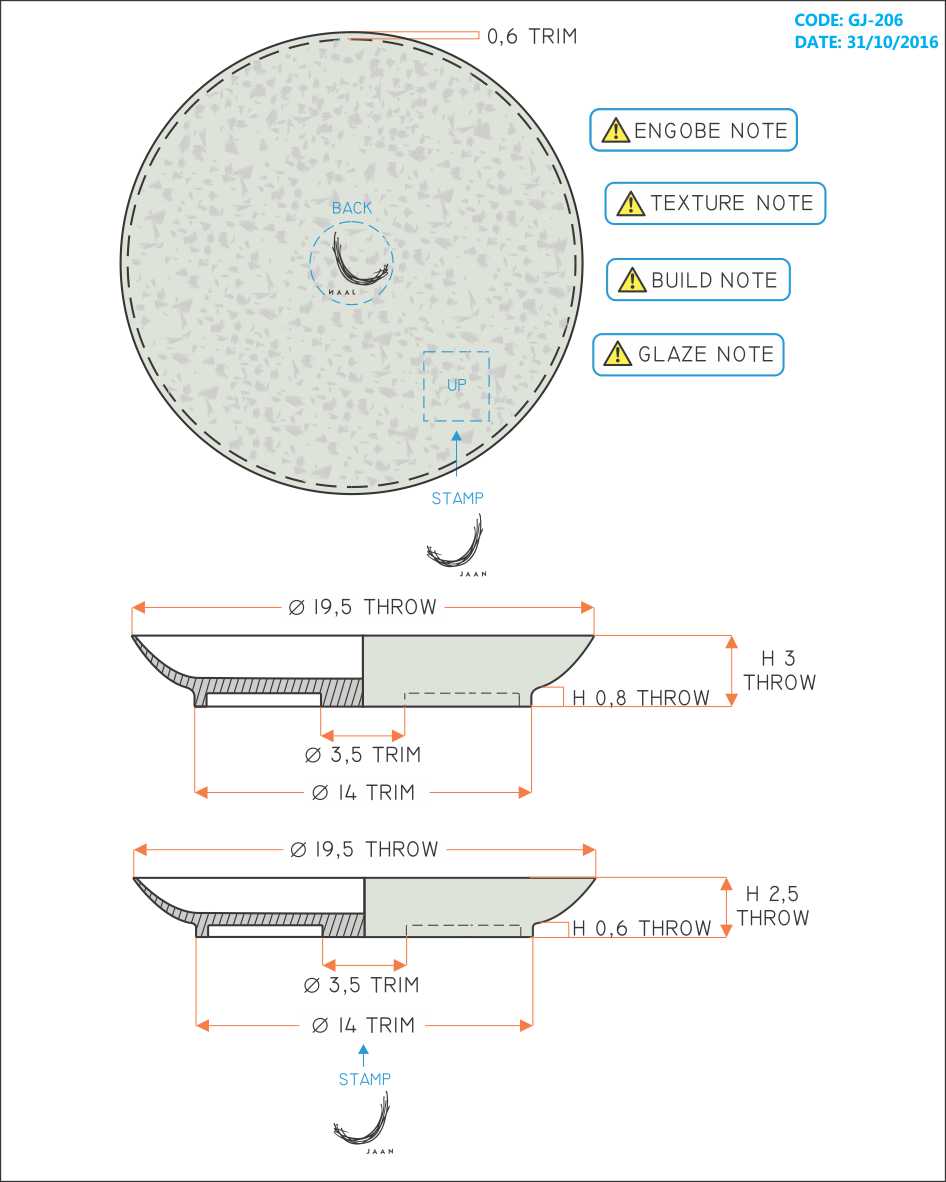 CODE: GJ-206
DATE: 31/10/2016
0,6 TRIM
ENGOBE NOTE
TEXTURE NOTE
BACK
BUILD NOTE
JAAN
GLAZE NOTE
UP
STAMP
JAAN
Ø 19,5 THROW
H 3
THROW
H 0,8 THROW
Ø 3,5 TRIM
Ø 14 TRIM
Ø 19,5 THROW
H 2,5
THROW
H 0,6 THROW
Ø 3,5 TRIM
Ø 14 TRIM
STAMP
JAAN